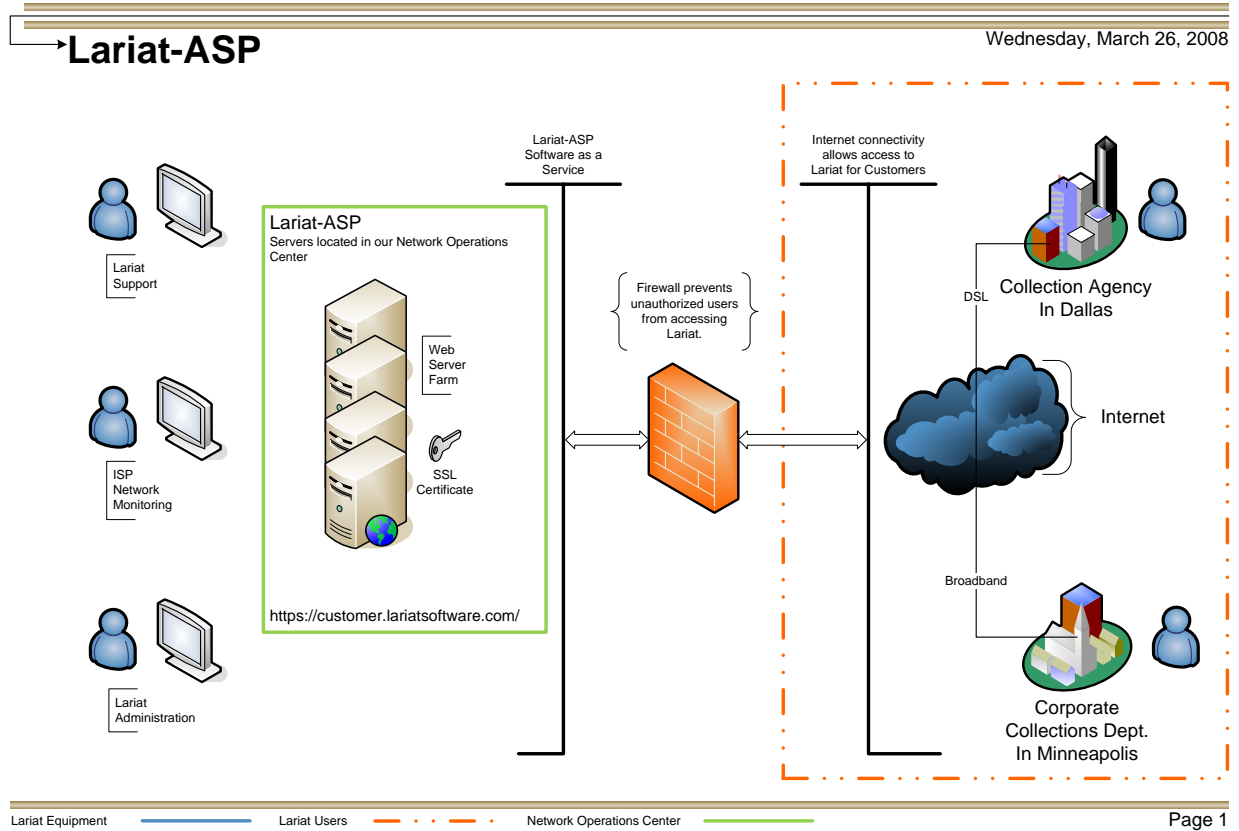 Lariat-ASP
Wednesday, March 26, 2008
Lariat-ASP
Software as a
Service
Internet connectivity
allows access to
Lariat for Customers
Lariat
Support
Lariat-ASP
Servers located in our Network Operations
Center
Web
Server
Farm
SSL
Certificate
https://customer.lariatsoftware.com/
Firewall prevents
unauthorized users
from accessing
Lariat.
DSL
Collection Agency
In Dallas
Internet
ISP
Network
Monitoring
Broadband
Lariat
Administration
Corporate
Collections Dept.
In Minneapolis
Lariat Equipment
Lariat Users
Network Operations Center
Page 1